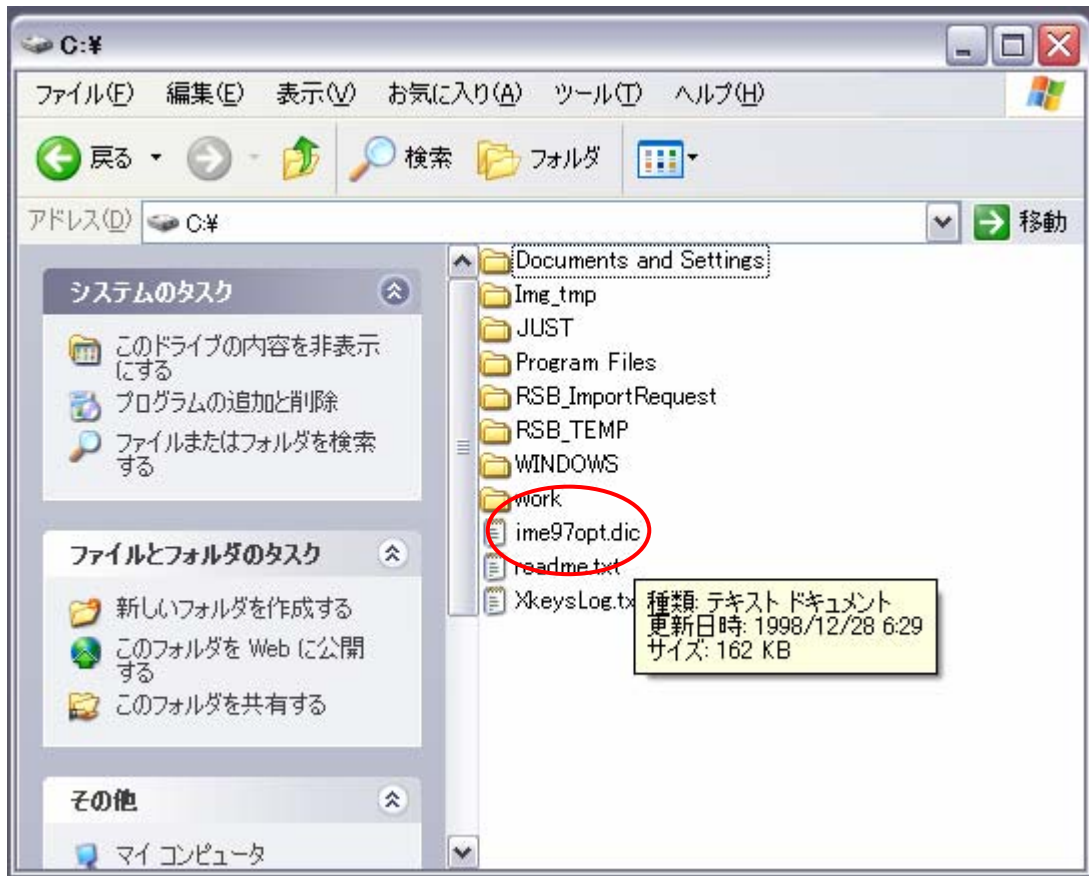 C:¥
ファイル(F) 編集(E) 表示(V) お気に入り(A) ツール(T) ヘルプ(H)
戻る 検索 フォルダ
アドレス(D) C:¥ 移動
システムのタスク
このドライブの内容を非表示
にする
プログラムの追加と削除
ファイルまたはフォルダを検索
する
ファイルとフォルダのタスク
新しいフォルダを作成する
このフォルダを Web に公開
する
このフォルダを共有する
その他
マイ コンピュータ
Documents and Settings
Img_tmp
JUST
Program Files
RSB_ImportRequest
RSB_TEMP
WINDOWS
work
ime97opt.dic
readme.txt
XkeysLog.tx
種類: テキスト ドキュメント
更新日時: 1998/12/28 6:29
サイズ: 162 KB